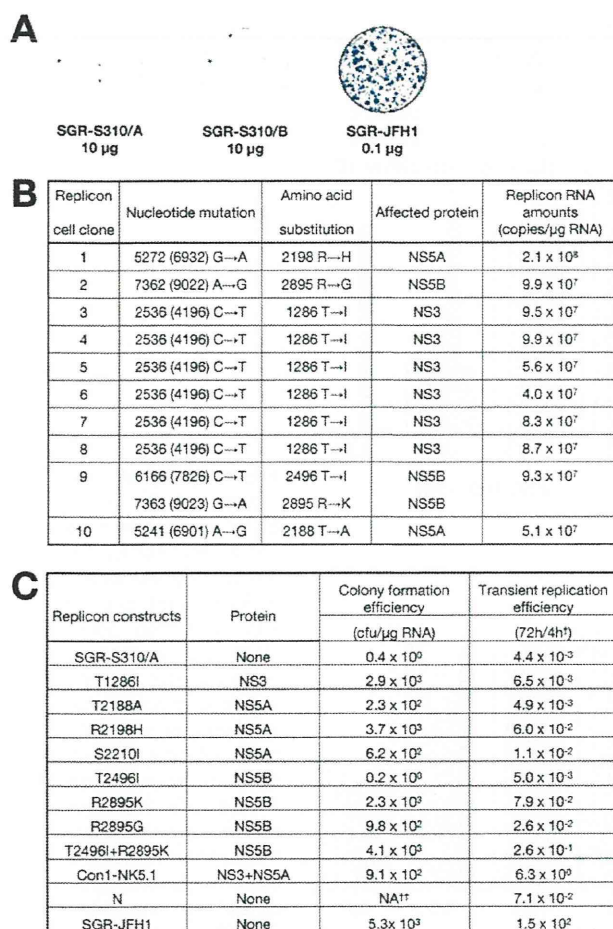 A
SGR-S310/A SGR-S310/B SGR-JFH1
10 µg 10 µg 0.1 µg
B
Replicon cell clone Nucleotide mutation Amino acid substitution Affected protein Replicon RNA amounts (copies/µg RNA)
1 5272 (6932) G→A 2198 R→H NS5A 2.1 x 10⁸
2 7362 (9022) A→G 2895 R→G NS5B 9.9 x 10⁷
3 2536 (4196) C→T 1286 T→I NS3 9.5 x 10⁷
4 2536 (4196) C→T 1286 T→I NS3 9.9 x 10⁷
5 2536 (4196) C→T 1286 T→I NS3 5.6 x 10⁷
6 2536 (4196) C→T 1286 T→I NS3 4.0 x 10⁷
7 2536 (4196) C→T 1286 T→I NS3 8.3 x 10⁷
8 2536 (4196) C→T 1286 T→I NS3 8.7 x 10⁷
9 6166 (7826) C→T 2496 T→I NS5B 9.3 x 10⁷
7363 (9023) G→A 2895 R→K NS5B
10 5241 (6901) A→G 2188 T→A NS5A 5.1 x 10⁷
C
Replicon constructs Protein Colony formation efficiency (cfu/µg RNA) Transient replication efficiency (72h/4h†)
SGR-S310/A None 0.4 x 10⁰ 4.4 x 10⁻³
T1286I NS3 2.9 x 10³ 6.5 x 10⁻³
T2188A NS5A 2.3 x 10² 4.9 x 10⁻³
R2198H NS5A 3.7 x 10³ 6.0 x 10⁻²
S2210I NS5A 6.2 x 10² 1.1 x 10⁻²
T2496I NS5B 0.2 x 10⁰ 5.0 x 10⁻³
R2895K NS5B 2.3 x 10³ 7.9 x 10⁻²
R2895G NS5B 9.8 x 10² 2.6 x 10⁻²
T2496I+R2895K NS5B 4.1 x 10³ 2.6 x 10⁻¹
Con1-NK5.1 NS3+NS5A 9.1 x 10² 6.3 x 10⁰
N None NA†† 7.1 x 10⁻²
SGR-JFH1 None 5.3x 10³ 1.5 x 10²